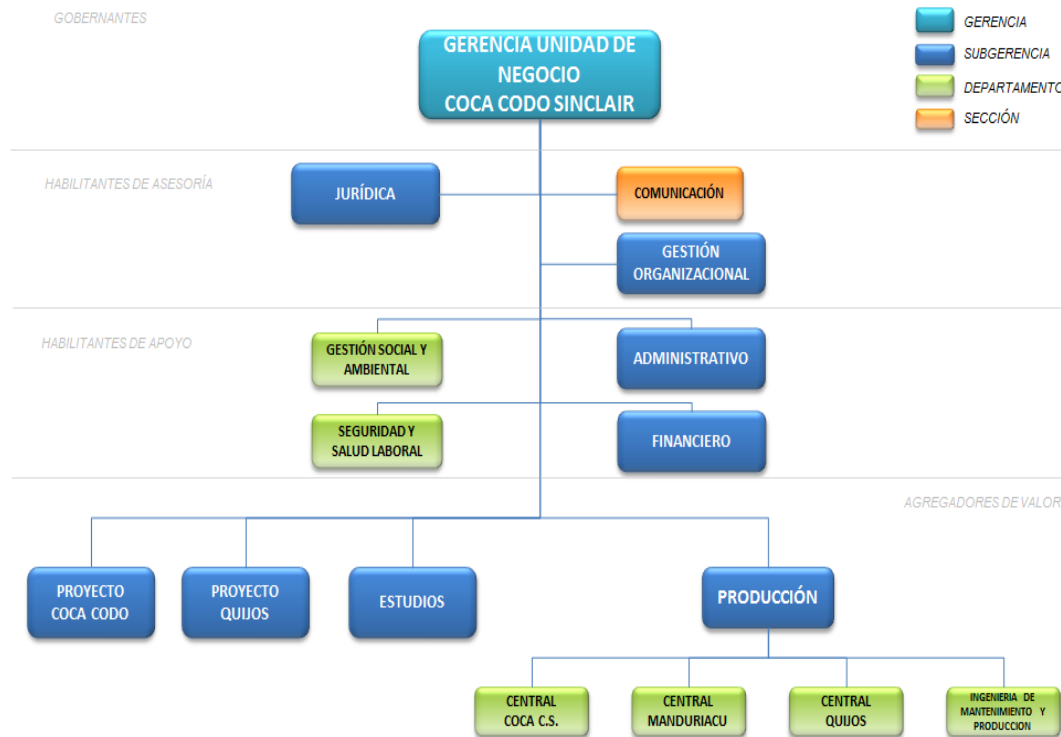 GOBERNANTES
GERENCIA UNIDAD DE
NEGOCIO
COCA CODO SINCLAIR
GERENCIA
SUBGERENCIA
DEPARTAMENTO
SECCIÓN
HABILITANTES DE ASESORÍA
JURÍDICA
COMUNICACIÓN
GESTIÓN
ORGANIZACIONAL
HABILITANTES DE APOYO
GESTIÓN SOCIAL Y
AMBIENTAL
ADMINISTRATIVO
SEGURIDAD Y
SALUD LABORAL
FINANCIERO
AGREGADORES DE VALOR
PROYECTO
COCA CODO
PROYECTO
QUIJOS
ESTUDIOS
PRODUCCIÓN
CENTRAL
COCA C.S.
CENTRAL
MANDURIACU
CENTRAL
QUIJOS
INGENIERIA DE
MANTENIMIENTO Y
PRODUCCION